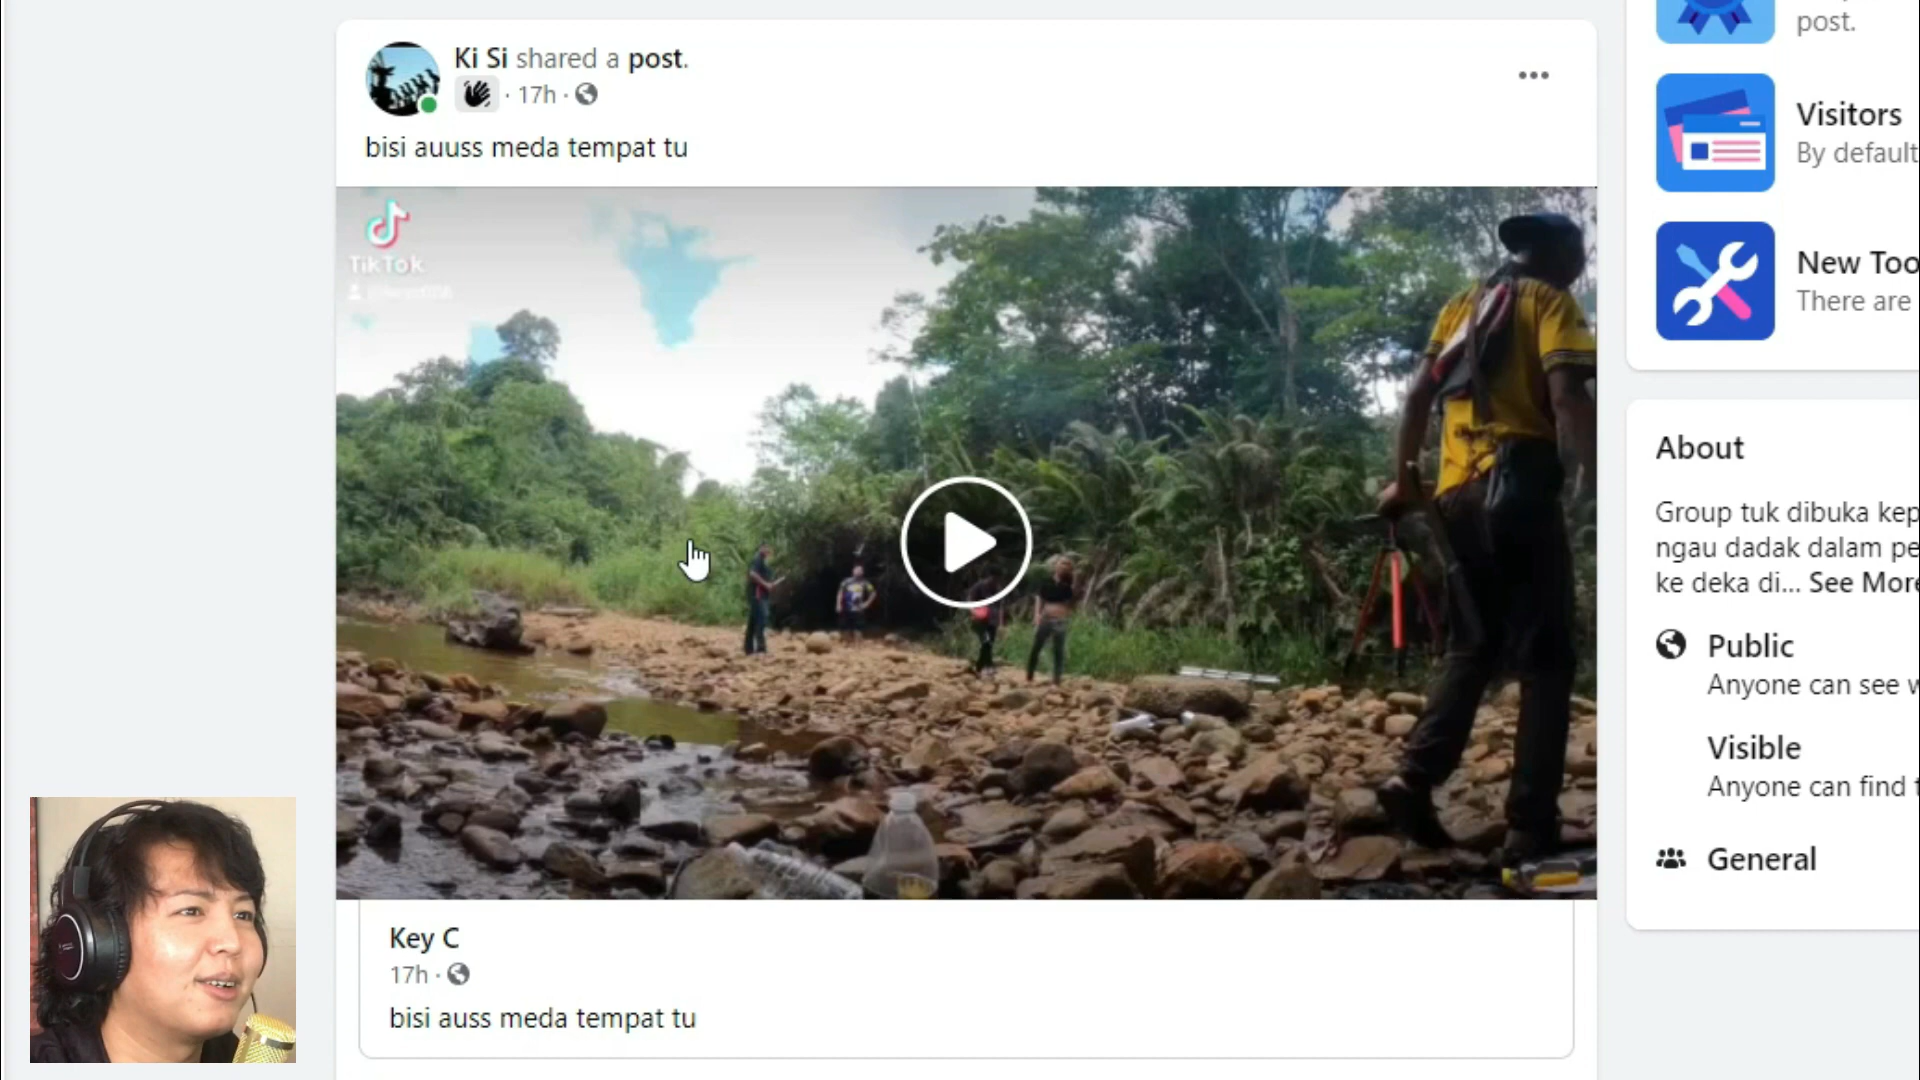 Ki Si shared a post.
· 17h ·
bisi auuss meda tempat tu
TikTok
Key C
17h ·
bisi auss meda tempat tu
post.
Visitors
By default
New Too
There are
About
Group tuk dibuka kep
ngau dadak dalam pe
ke deka di... See More
Public
Anyone can see w
Visible
Anyone can find t
General